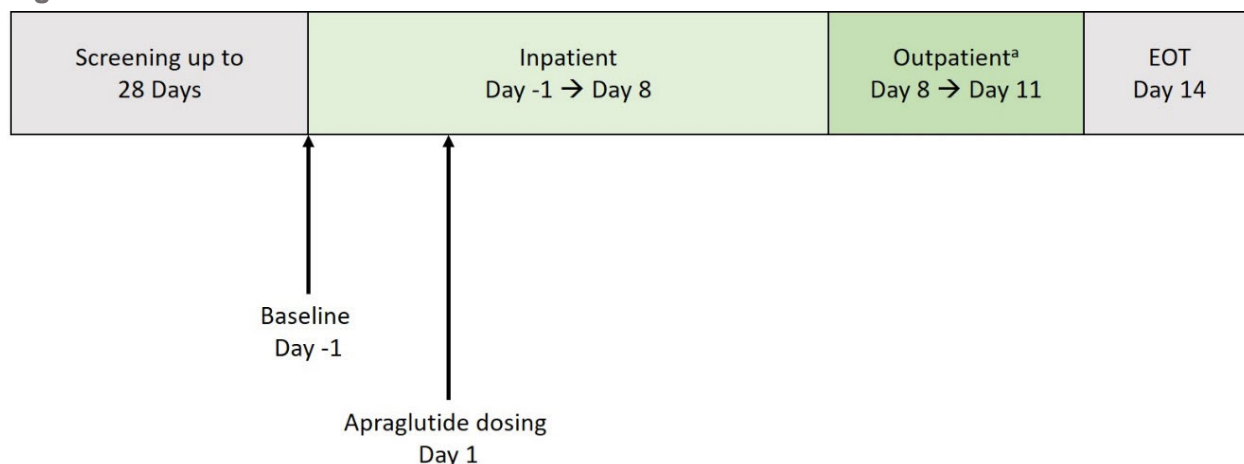 Screening up to
28 Days
Inpatient
Day -1 → Day 8
Outpatientᵃ
Day 8 → Day 11
EOT
Day 14
Baseline
Day -1
Apraglutide dosing
Day 1